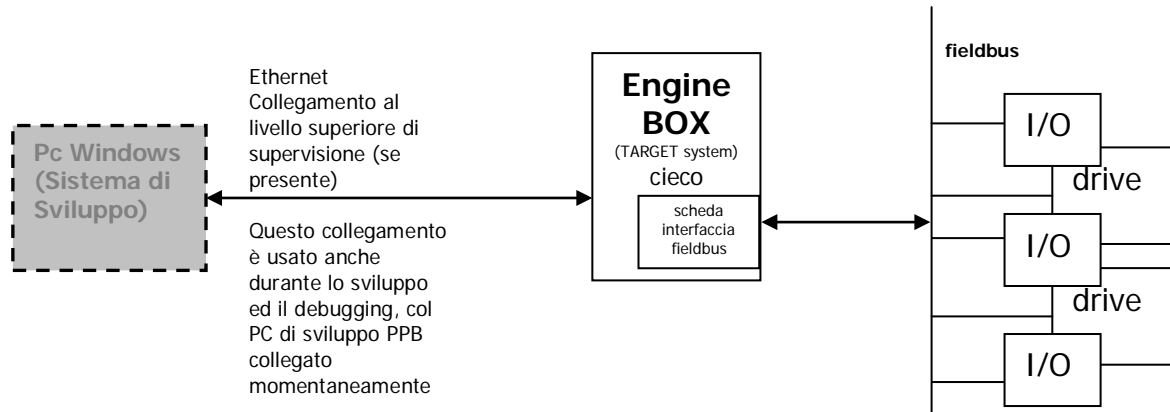 Pc Windows
(Sistema di
Sviluppo)
Ethernet
Collegamento al
livello superiore di
supervisione (se
presente)
Questo collegamento
è usato anche
durante lo sviluppo
ed il debugging, col
PC di sviluppo PPB
collegato
momentaneamente
Engine
BOX
(TARGET system)
cieco
scheda
interfaccia
fieldbus
fieldbus
I/O
drive
I/O
drive
I/O